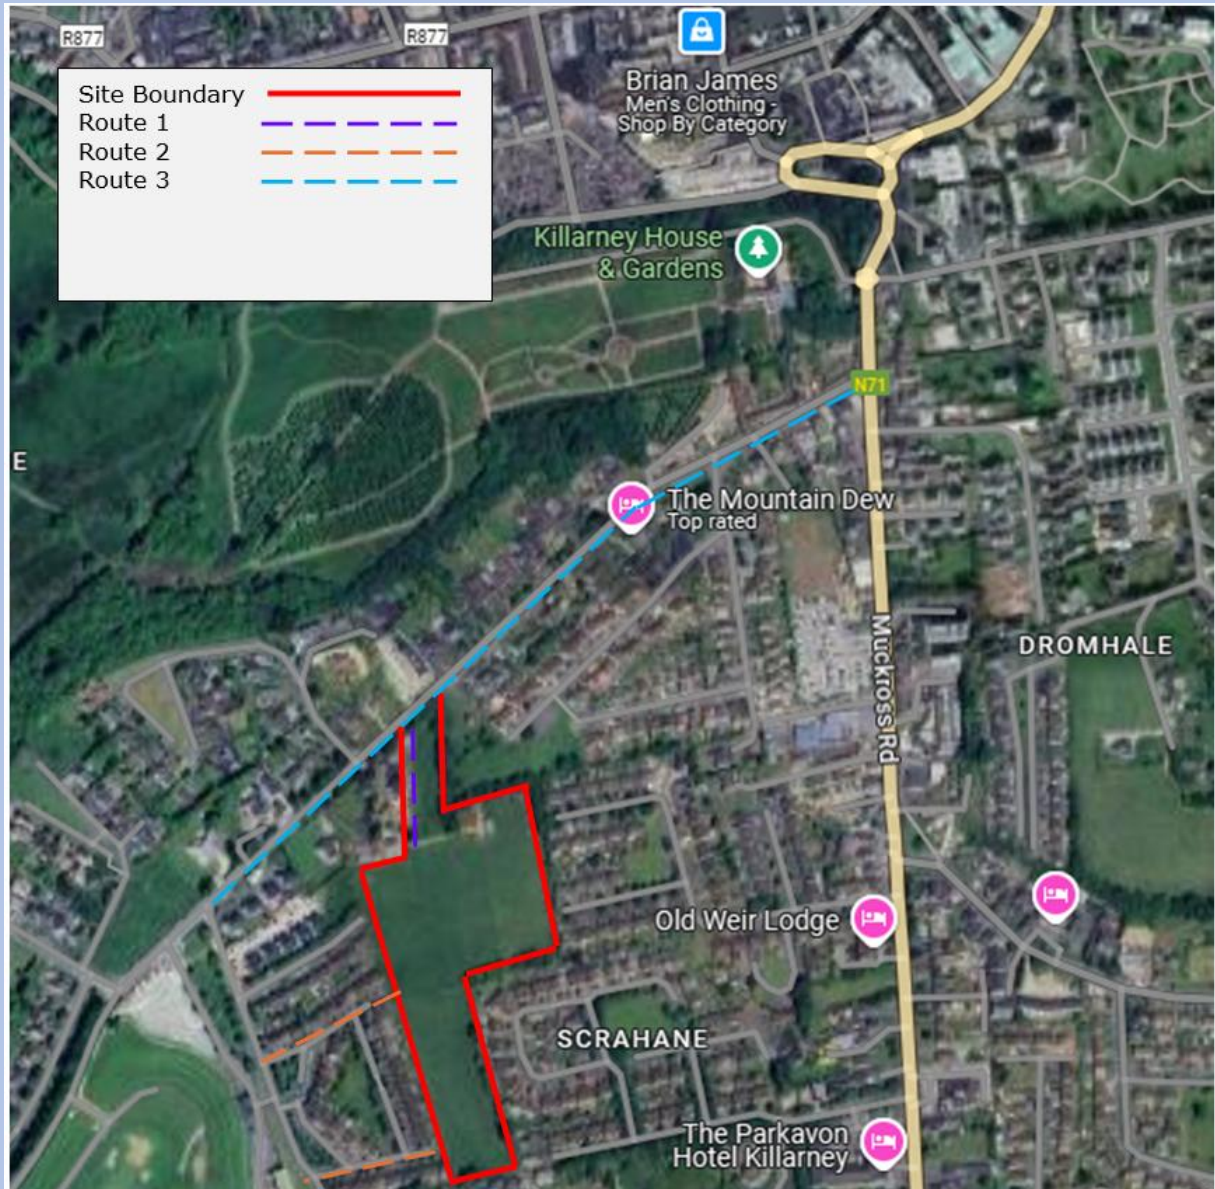 R877
R877
Site Boundary
Route 1
Route 2
Route 3
Brian James
Men's Clothing -
Shop By Category
Killarney House
& Gardens
N71
E
The Mountain Dew
Top rated
Muckross Rd
DROMHALE
Old Weir Lodge
SCRAHANE
The Parkavon
Hotel Killarney